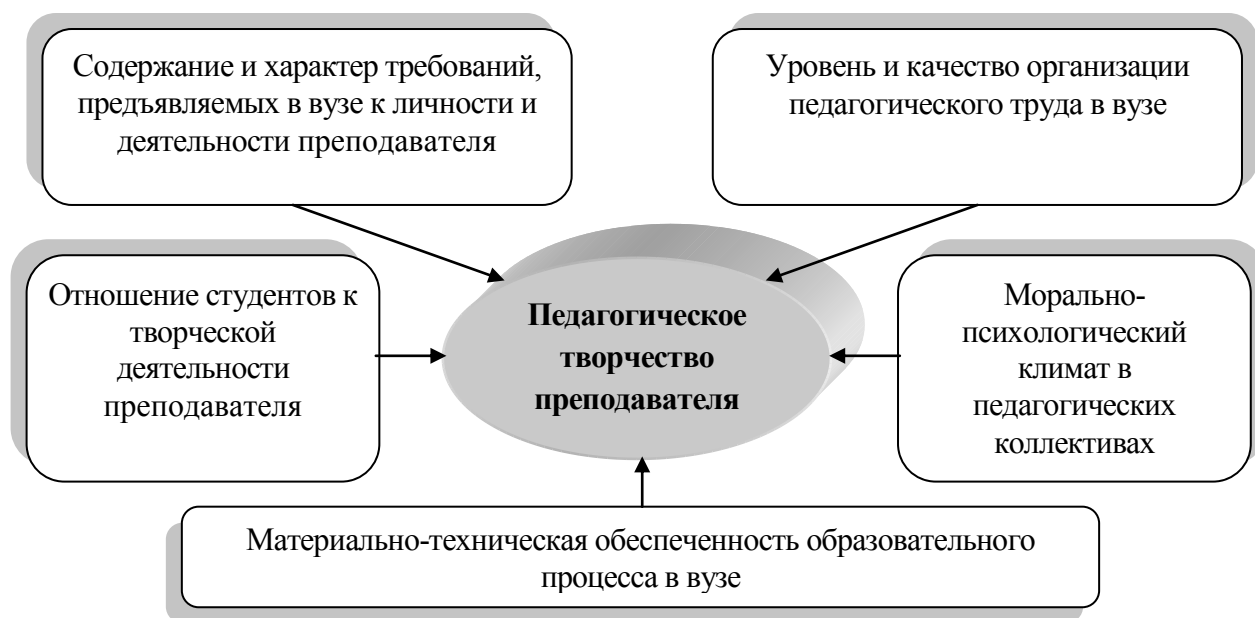 Содержание и характер требований,
предъявляемых в вузе к личности и
деятельности преподавателя
Уровень и качество организации
педагогического труда в вузе
Отношение студентов к
творческой
деятельности
преподавателя
Педагогическое
творчество
преподавателя
Морально-
психологический
климат в
педагогических
коллективах
Материально-техническая обеспеченность образовательного
процесса в вузе